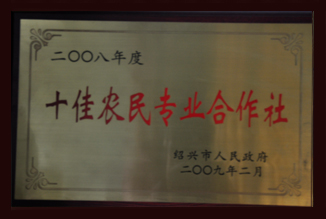 二〇〇八年度
十佳农民专业合作社
绍兴市人民政府
二〇〇九年二月